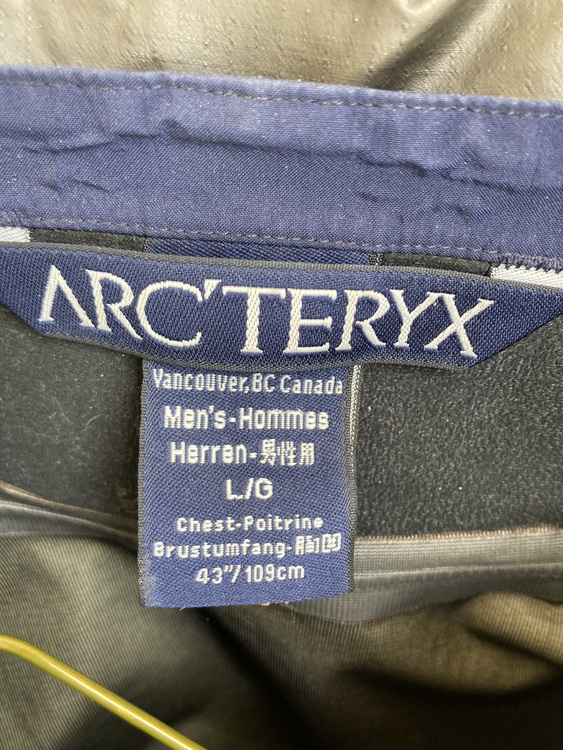 ARC'TERYX
Vancouver, BC Canada
Men's-Hommes
Herren-男性用
L/G
Chest-Poitrine
Brustumfang-胸囲
43"/109cm